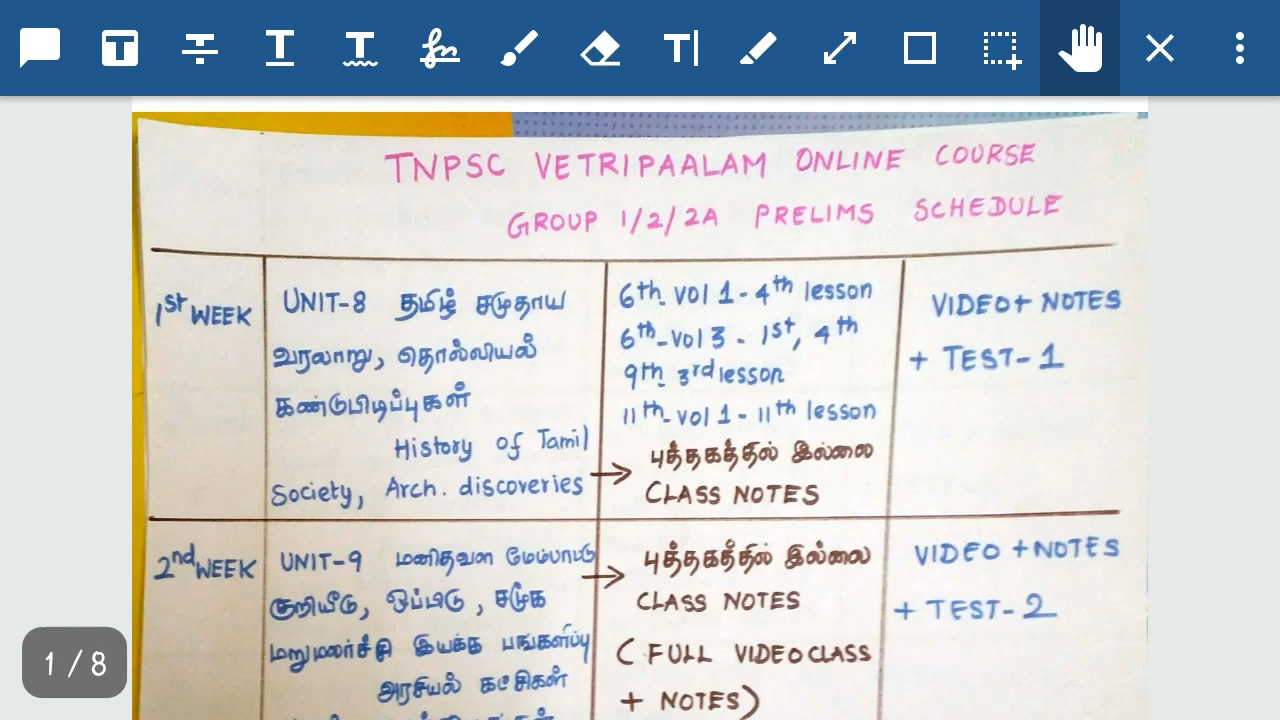 TNPSC VETRIPAALAM ONLINE COURSE
GROUP 1/2/2A PRELIMS SCHEDULE
1st WEEK
UNIT-8 தமிழ் சமுதாய
வரலாறு, தொல்லியல்
கண்டுபிடிப்புகள்
History of Tamil
Society, Arch. discoveries
6th vol 1 - 4th lesson
6th-vol 3 - 1st, 4th
9th 3rd lesson
11th-vol 1 - 11th lesson
புத்தகத்தில் இல்லை
CLASS NOTES
VIDEO + NOTES
+ TEST-1
2nd WEEK
UNIT-9 மனிதவள மேம்பாட்டு
குறியீடு, ஒப்பீடு, சமூக
மறுமலர்ச்சி இயக்க பங்களிப்பு
அரசியல் கட்சிகள்
புத்தகத்தில் இல்லை
CLASS NOTES
( FULL VIDEO CLASS
+ NOTES)
VIDEO + NOTES
+ TEST-2
1 / 8